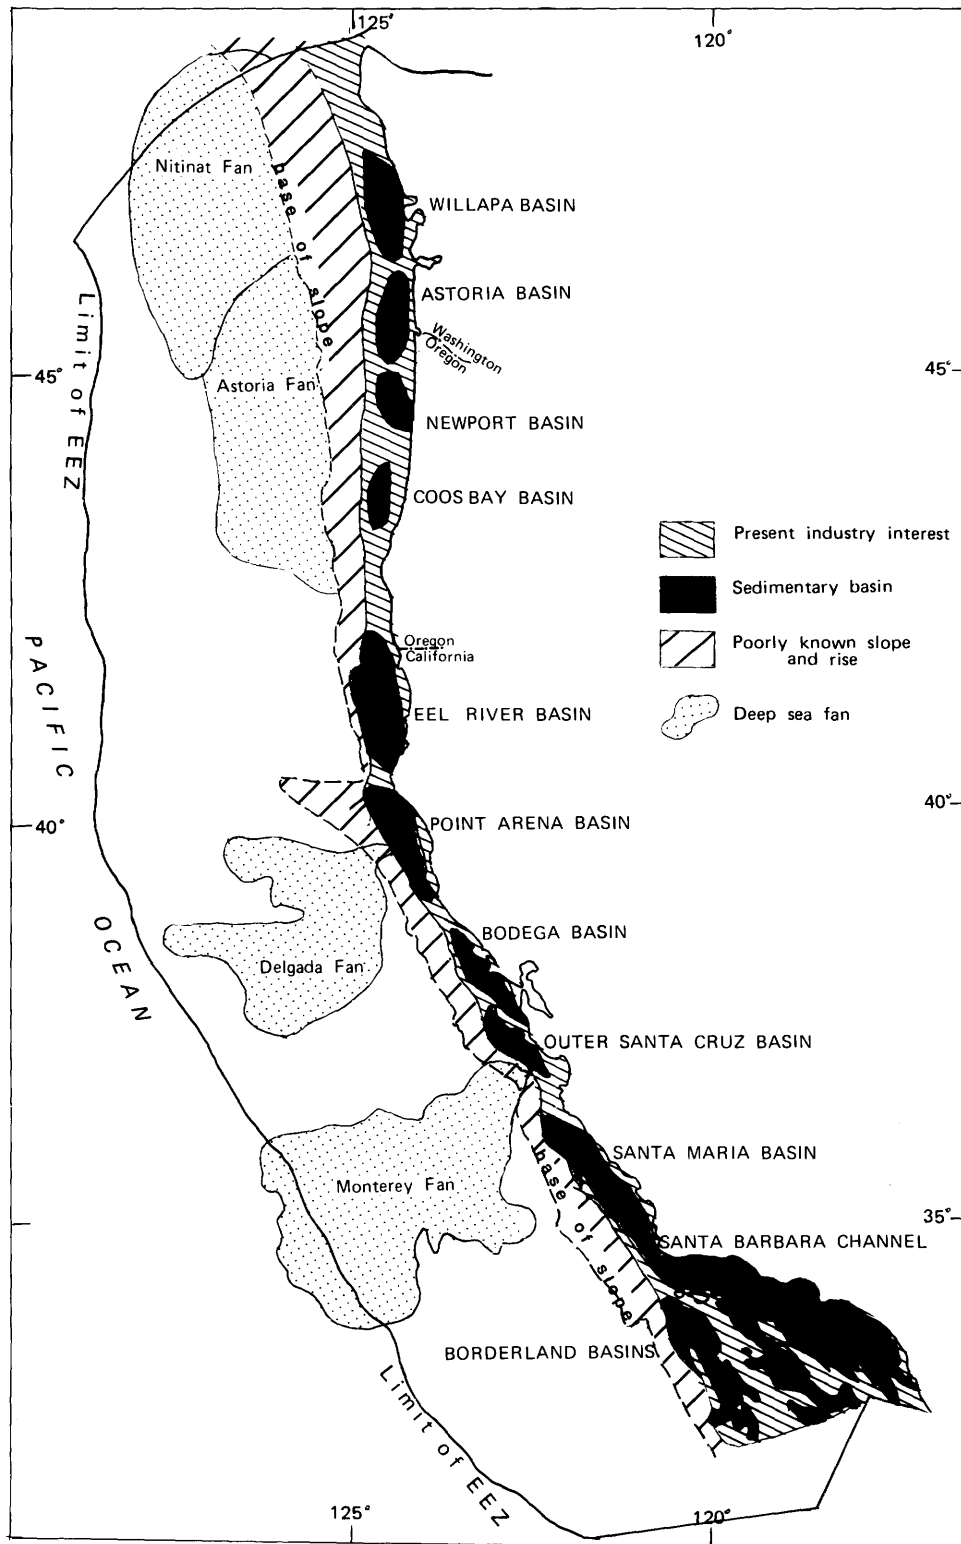 125°
120°
Nitinat Fan
base of slope
WILLAPA BASIN
ASTORIA BASIN
Limit of EEZ
Washington
Oregon
45°
45°
Astoria Fan
NEWPORT BASIN
COOS BAY BASIN
Present industry interest
Sedimentary basin
Oregon
California
Poorly known slope
and rise
PACIFIC
EEL RIVER BASIN
Deep sea fan
40°
40°
POINT ARENA BASIN
OCEAN
BODEGA BASIN
Delgada Fan
OUTER SANTA CRUZ BASIN
base of slope
SANTA MARIA BASIN
Monterey Fan
35°
SANTA BARBARA CHANNEL
BORDERLAND BASINS
Limit of EEZ
125°
120°